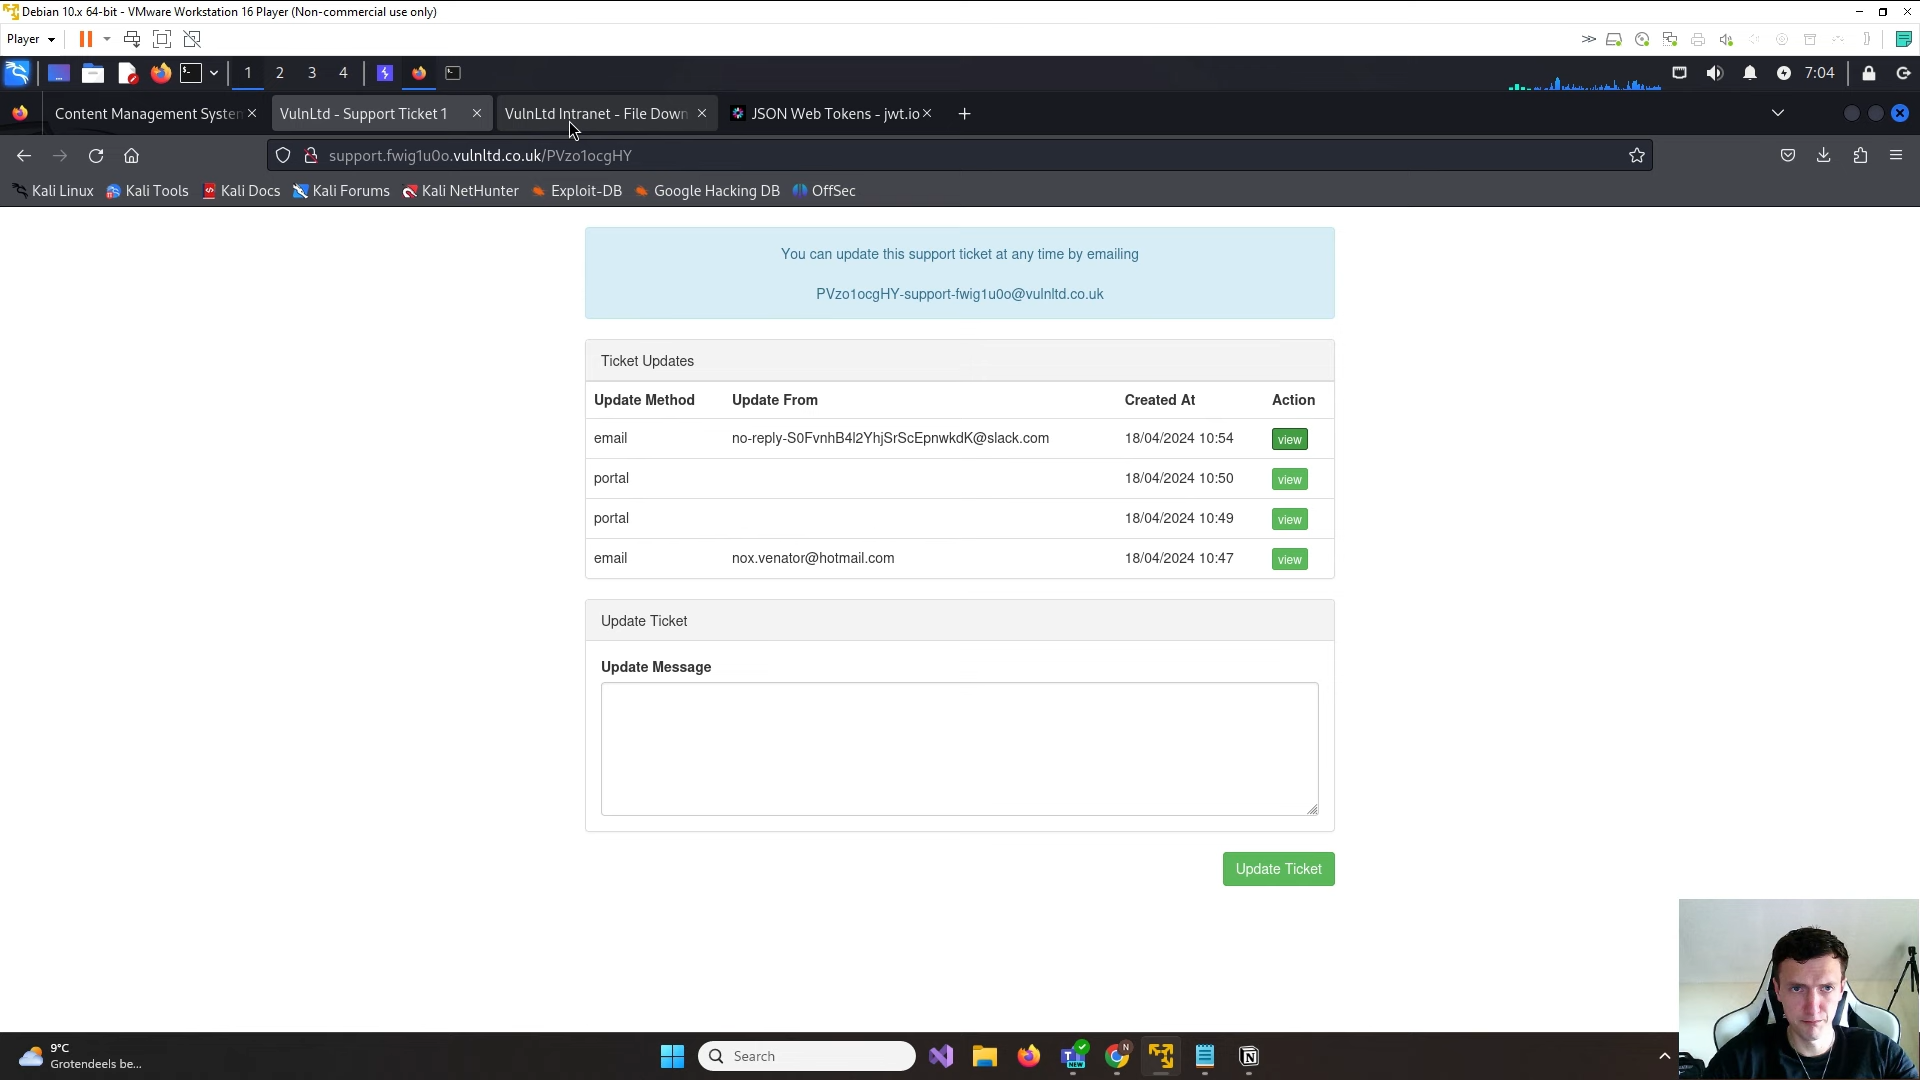 Debian 10.x 64-bit - VMware Workstation 16 Player (Non-commercial use only)
Player
1 2 3 4
7:04
Content Management System
VulnLtd - Support Ticket 1
VulnLtd Intranet - File Down
JSON Web Tokens - jwt.io
support.fwig1u0o.vulnltd.co.uk/PVzo1ocgHY
Kali Linux Kali Tools Kali Docs Kali Forums Kali NetHunter Exploit-DB Google Hacking DB OffSec
You can update this support ticket at any time by emailing
PVzo1ocgHY-support-fwig1u0o@vulnltd.co.uk
Ticket Updates
Update Method Update From Created At Action
email no-reply-S0FvnhB4l2YhjSrScEpnwkdK@slack.com 18/04/2024 10:54 view
portal 18/04/2024 10:50 view
portal 18/04/2024 10:49 view
email nox.venator@hotmail.com 18/04/2024 10:47 view
Update Ticket
Update Message
Update Ticket
9°C
Grotendeels be...
Search
NEW
N